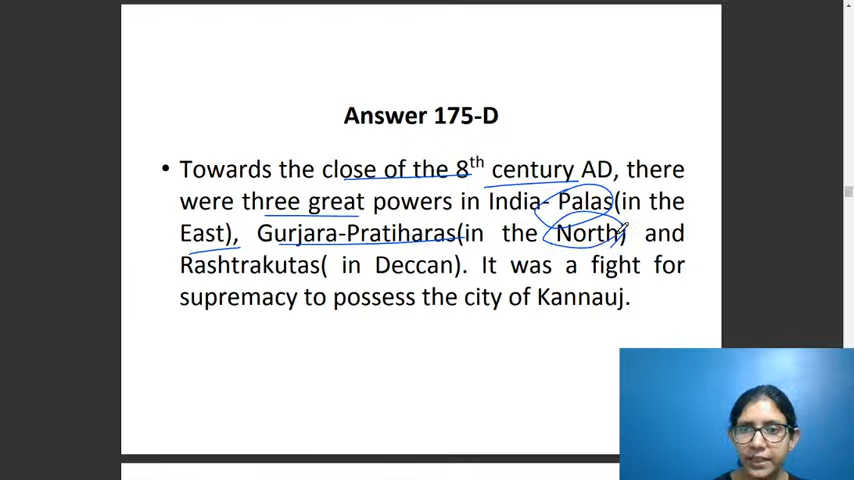 Answer 175-D
• Towards the close of the 8th century AD, there
were three great powers in India- Palas(in the
East), Gurjara-Pratiharas(in the North) and
Rashtrakutas( in Deccan). It was a fight for
supremacy to possess the city of Kannauj.